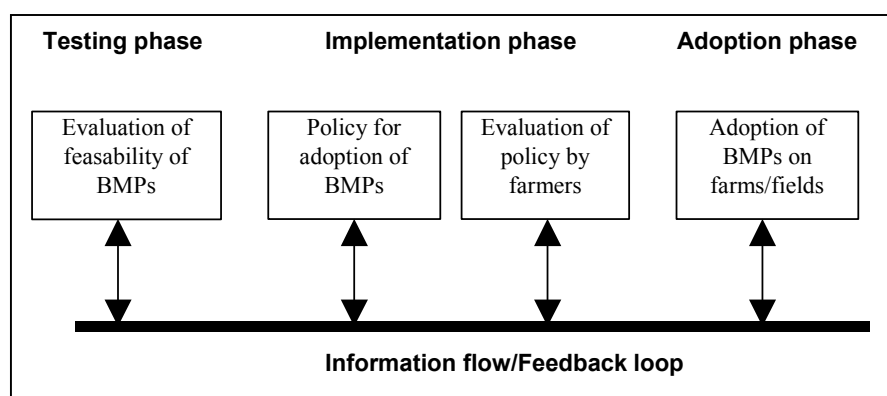 Testing phase
Implementation phase
Adoption phase
Evaluation of
feasability of
BMPs
Policy for
adoption of
BMPs
Evaluation of
policy by
farmers
Adoption of
BMPs on
farms/fields
Information flow/Feedback loop